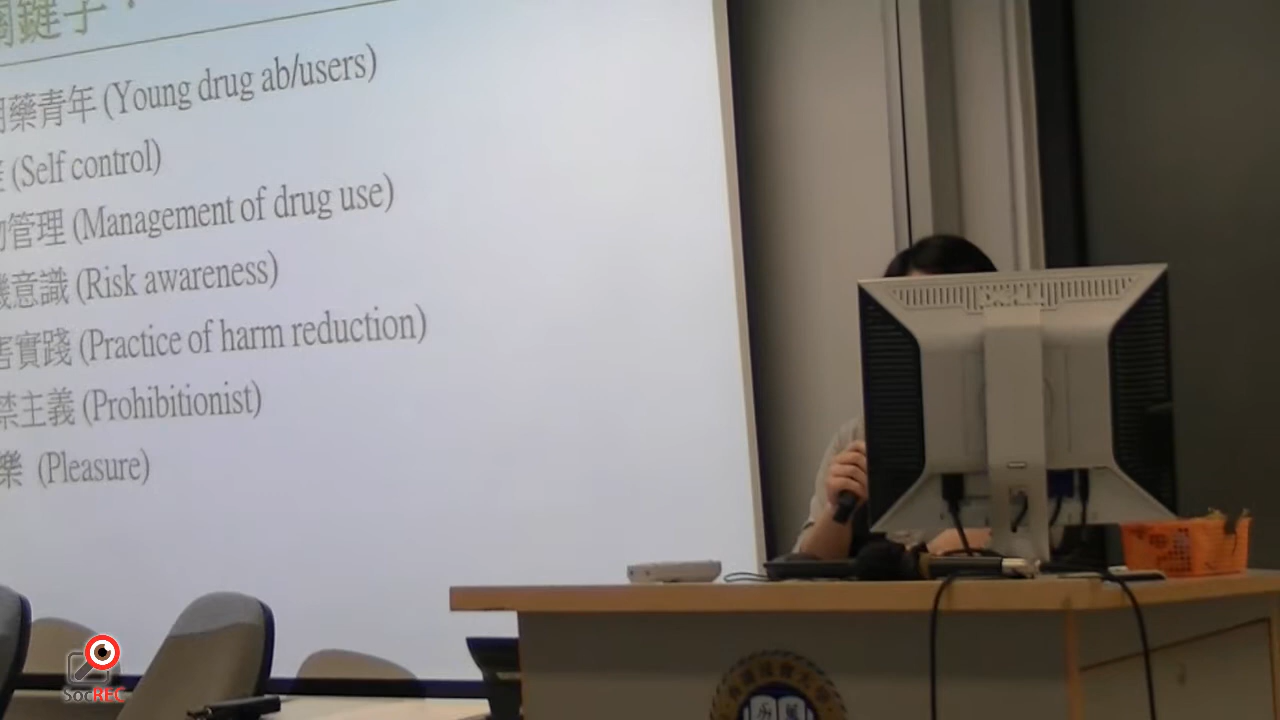 關鍵字：
用藥青年 (Young drug ab/users)
(Self control)
物管理 (Management of drug use)
機意識 (Risk awareness)
害實踐 (Practice of harm reduction)
禁主義 (Prohibitionist)
樂 (Pleasure)
SocREC